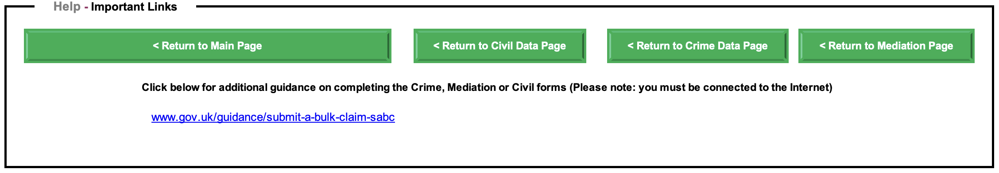 Help - Important Links
< Return to Main Page
< Return to Civil Data Page
< Return to Crime Data Page
< Return to Mediation Page
Click below for additional guidance on completing the Crime, Mediation or Civil forms (Please note: you must be connected to the Internet)
www.gov.uk/guidance/submit-a-bulk-claim-sabc